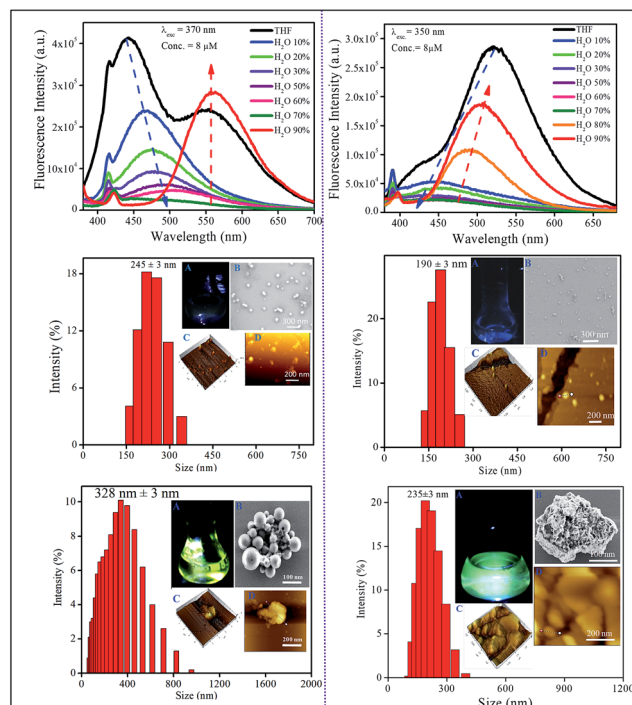 λexc = 370 nm
Conc. = 8 μM
THF
H2O 10%
H2O 20%
H2O 30%
H2O 50%
H2O 60%
H2O 70%
H2O 90%
Fluorescence Intensity (a.u.)
4x10^5
3x10^5
2x10^5
1x10^5
0
400 450 500 550 600 650 700
Wavelength (nm)
λexc = 350 nm
Conc. = 8μM
THF
H2O 10%
H2O 20%
H2O 30%
H2O 50%
H2O 60%
H2O 70%
H2O 80%
H2O 90%
Fluorescence Intensity (a.u.)
3.0x10^5
2.5x10^5
2.0x10^5
1.5x10^5
1.0x10^5
5.0x10^4
0.0
400 500 600
Wavelength (nm)
245 ± 3 nm
A
B
300 nm
C
D
200 nm
Intensity (%)
18
12
6
0
0 150 300 450 600 750
Size (nm)
190 ± 3 nm
A
B
300 nm
C
D
200 nm
Intensity (%)
20
10
0
0 150 300 450 600 750
Size (nm)
328 nm ± 3 nm
A
B
100 nm
C
200 nm
Intensity (%)
10
8
6
4
2
0
0 400 800 1200 1600 2000
Size (nm)
235±3 nm
A
B
100 nm
C
200 nm
Intensity (%)
20
15
10
5
0
0 300 600 900 1200
Size (nm)